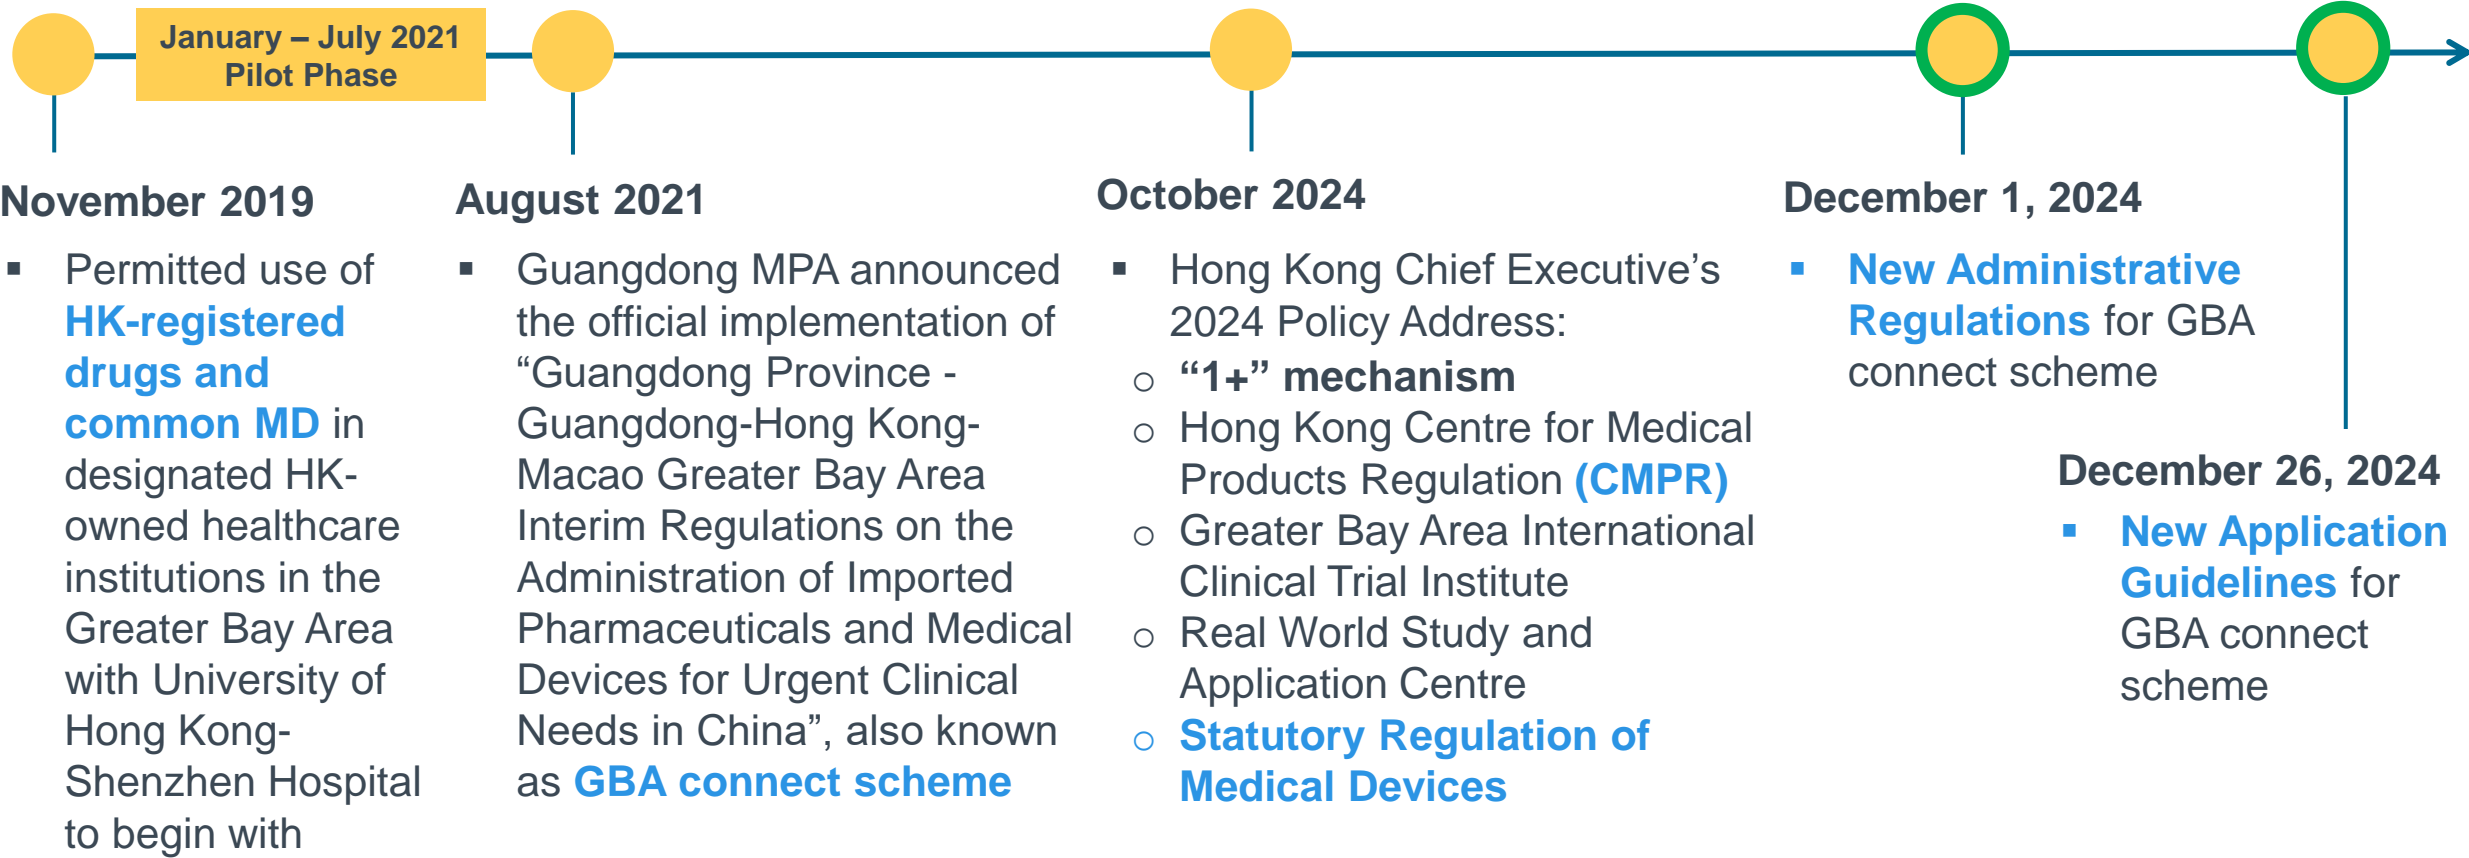 January – July 2021
Pilot Phase
November 2019
▪ Permitted use of
HK-registered
drugs and
common MD in
designated HK-
owned healthcare
institutions in the
Greater Bay Area
with University of
Hong Kong-
Shenzhen Hospital
to begin with
August 2021
▪ Guangdong MPA announced
the official implementation of
“Guangdong Province -
Guangdong-Hong Kong-
Macao Greater Bay Area
Interim Regulations on the
Administration of Imported
Pharmaceuticals and Medical
Devices for Urgent Clinical
Needs in China”, also known
as GBA connect scheme
October 2024
▪ Hong Kong Chief Executive’s
2024 Policy Address:
o “1+” mechanism
o Hong Kong Centre for Medical
Products Regulation (CMPR)
o Greater Bay Area International
Clinical Trial Institute
o Real World Study and
Application Centre
o Statutory Regulation of
Medical Devices
December 1, 2024
▪ New Administrative
Regulations for GBA
connect scheme
December 26, 2024
▪ New Application
Guidelines for
GBA connect
scheme